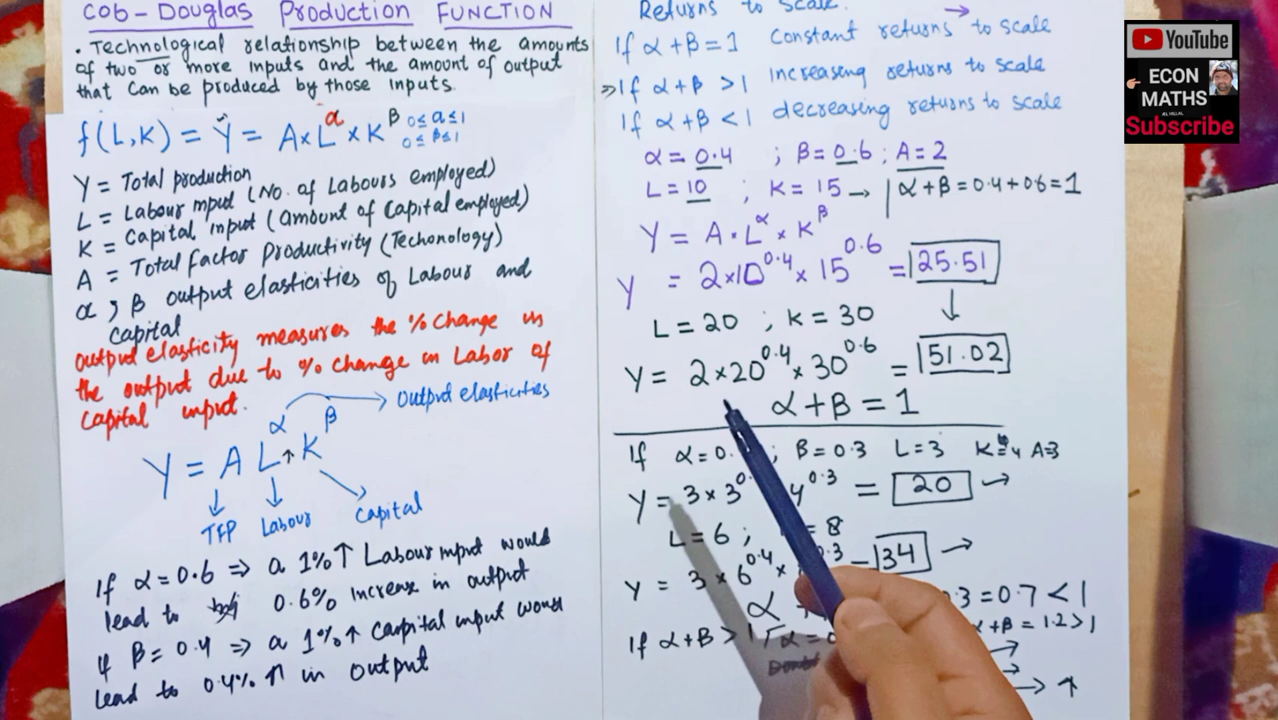 COB-DOUGLAS PRODUCTION FUNCTION
• Technological relationship between the amounts
of two or more inputs and the amount of output
that can be produced by those inputs.
f(L,K) = Y = A×L^α × K^β 0≤α≤1
0≤β≤1
Y = Total production
L = Labour input (No. of Labours employed)
K = Capital input (amount of Capital employed)
A = Total factor Productivity (Techonology)
α, β output elasticities of Labour and
Capital
output elasticity measures the % change in
the output due to % change in Labor of
Capital input.
→ Output elasticities
Y = A L↑^α K^β
TFP Labour Capital
If α=0.6 ⇒ a 1%↑ Labour input would
lead to 0.6% increase in output
If β=0.4 ⇒ a 1%↑ capital input would
lead to 0.4% ↑ in output
Returns to scale.
If α+β=1 Constant returns to scale
If α+β>1 Increasing returns to scale
If α+β<1 decreasing returns to scale
α = 0.4 ; β=0.6 ; A=2
L=10 ; K=15 → α+β=0.4+0.6=1
Y = A·L^α × K^β
Y = 2×10^0.4 × 15^0.6 = 25.51
L=20 ; K=30
Y = 2×20^0.4 × 30^0.6 = 51.02
α+β=1
If α=0. ; β=0.3 L=3 K=4 A=3
Y = 3×3^0. 4^0.3 = 20 →
L=6 ; = 8
Y = 3×6^0.4 × .3 = 34 →
α .3=0.7<1
If α+β>1 α=0 α+β=1.2>1
→
→
→ ↑
YouTube
ECON
MATHS
Subscribe